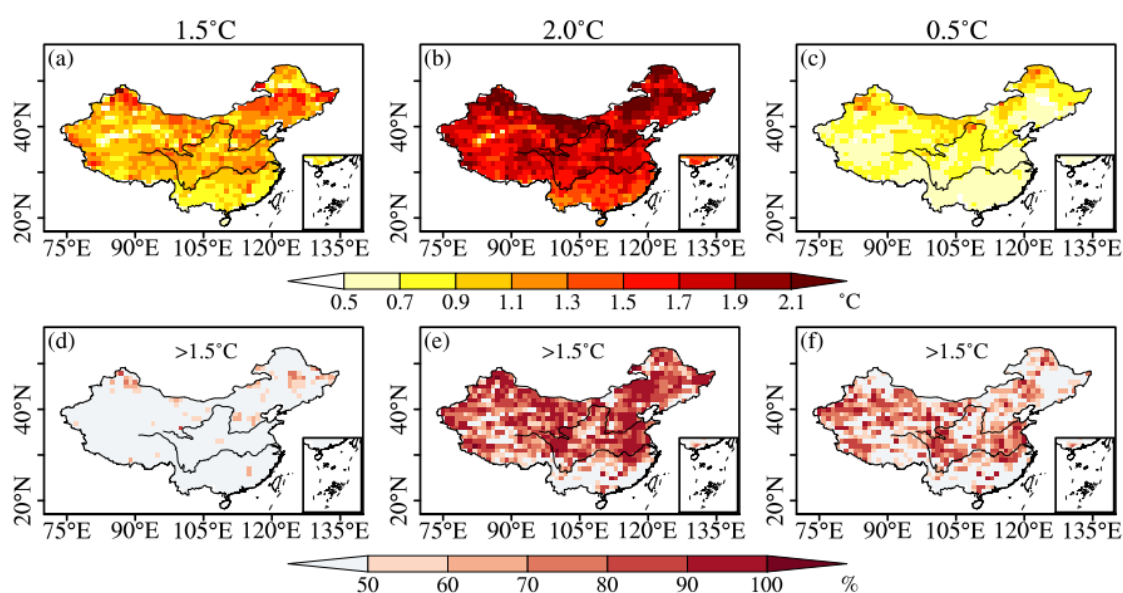 1.5˚C 2.0˚C 0.5˚C
(a) (b) (c)
40°N 40°N 40°N
20°N 20°N 20°N
75°E 90°E 105°E 120°E 135°E 75°E 90°E 105°E 120°E 135°E 75°E 90°E 105°E 120°E 135°E
0.5 0.7 0.9 1.1 1.3 1.5 1.7 1.9 2.1 ˚C
(d) >1.5˚C (e) >1.5˚C (f) >1.5˚C
40°N 40°N 40°N
20°N 20°N 20°N
75°E 90°E 105°E 120°E 135°E 75°E 90°E 105°E 120°E 135°E 75°E 90°E 105°E 120°E 135°E
50 60 70 80 90 100 %